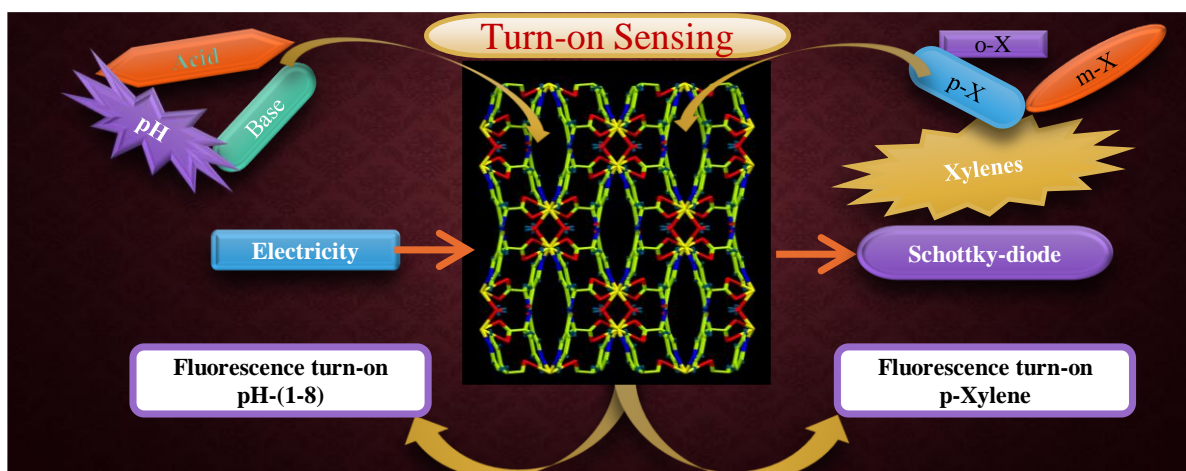 Turn-on Sensing
Acid
Base
pH
o-X
p-X
m-X
Xylenes
Electricity
Schottky-diode
Fluorescence turn-on
pH-(1-8)
Fluorescence turn-on
p-Xylene